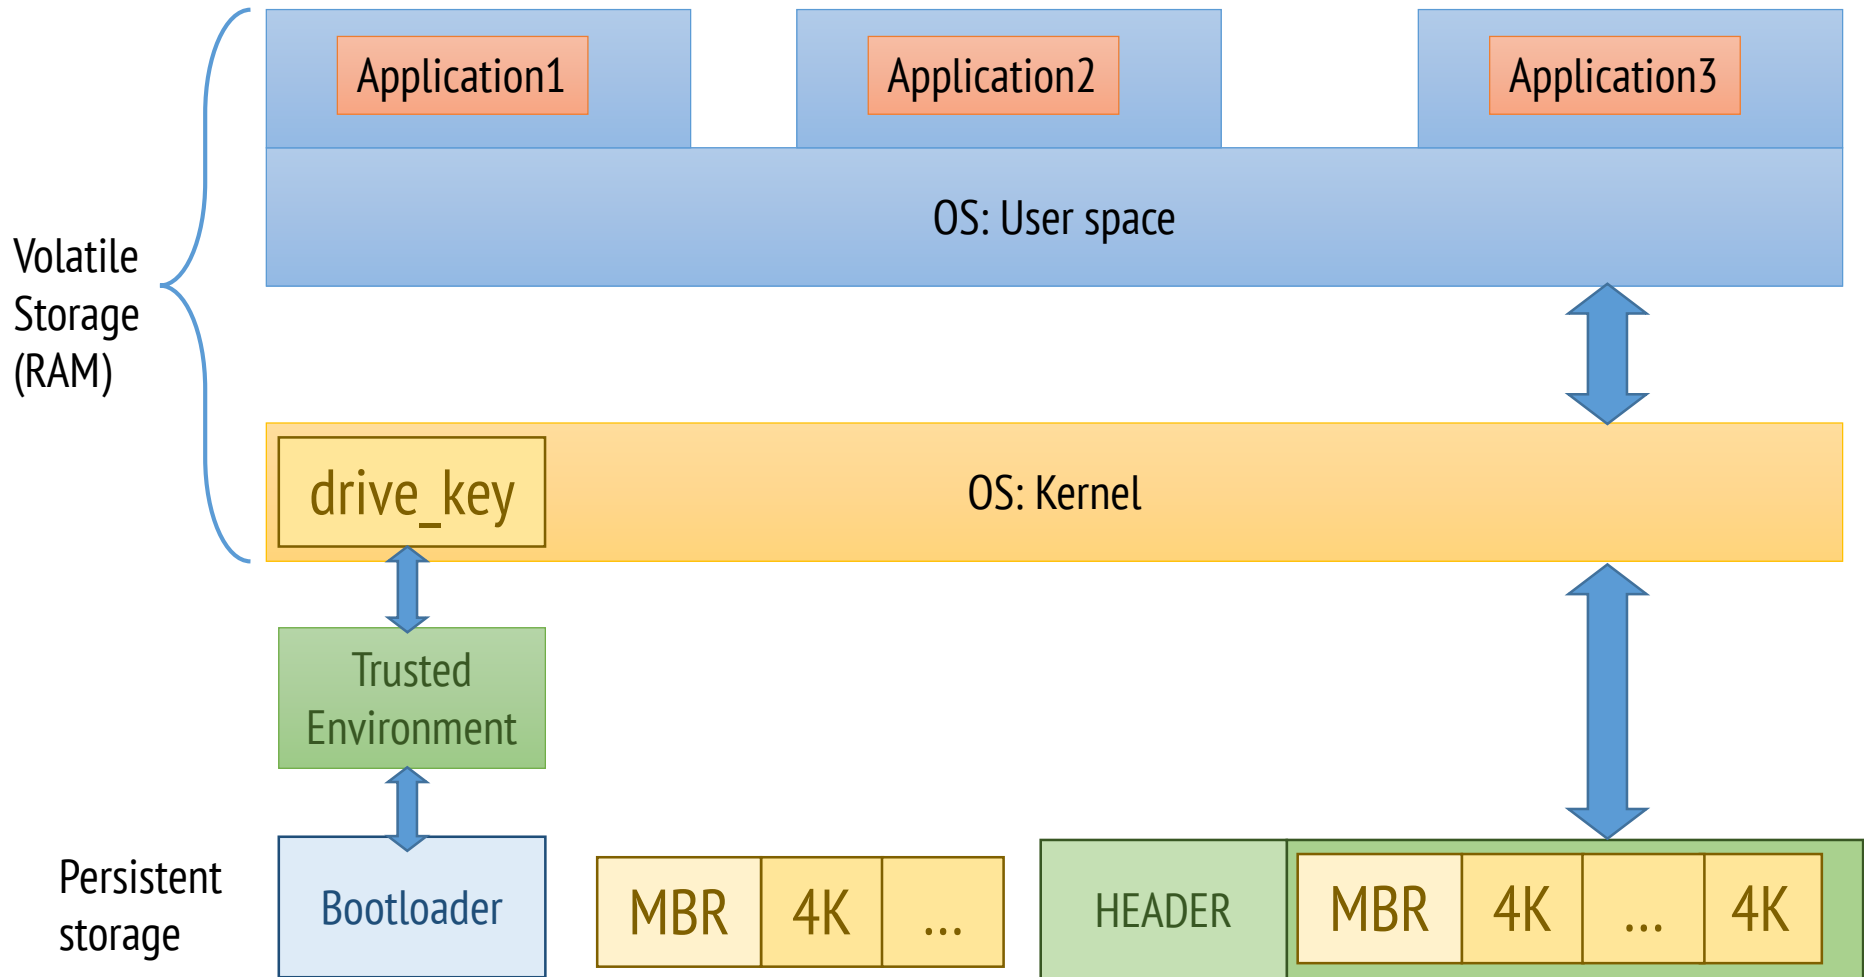 Application1
Application2
Application3
OS: User space
Volatile
Storage
(RAM)
drive_key
OS: Kernel
Trusted
Environment
Persistent
storage
Bootloader
MBR
4K
...
HEADER
MBR
4K
...
4K